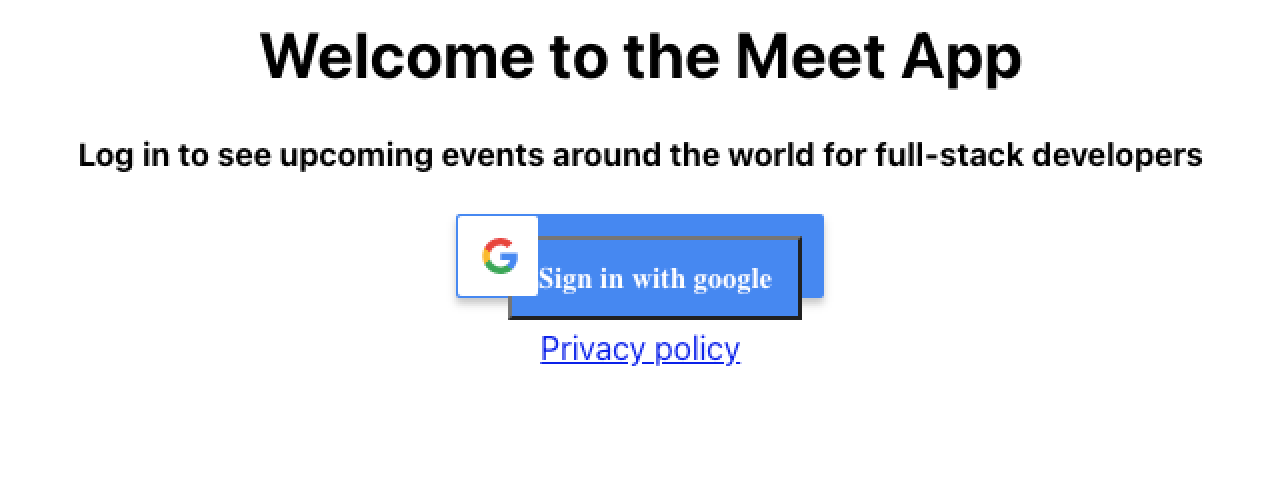 Welcome to the Meet App
Log in to see upcoming events around the world for full-stack developers
Sign in with google
Privacy policy